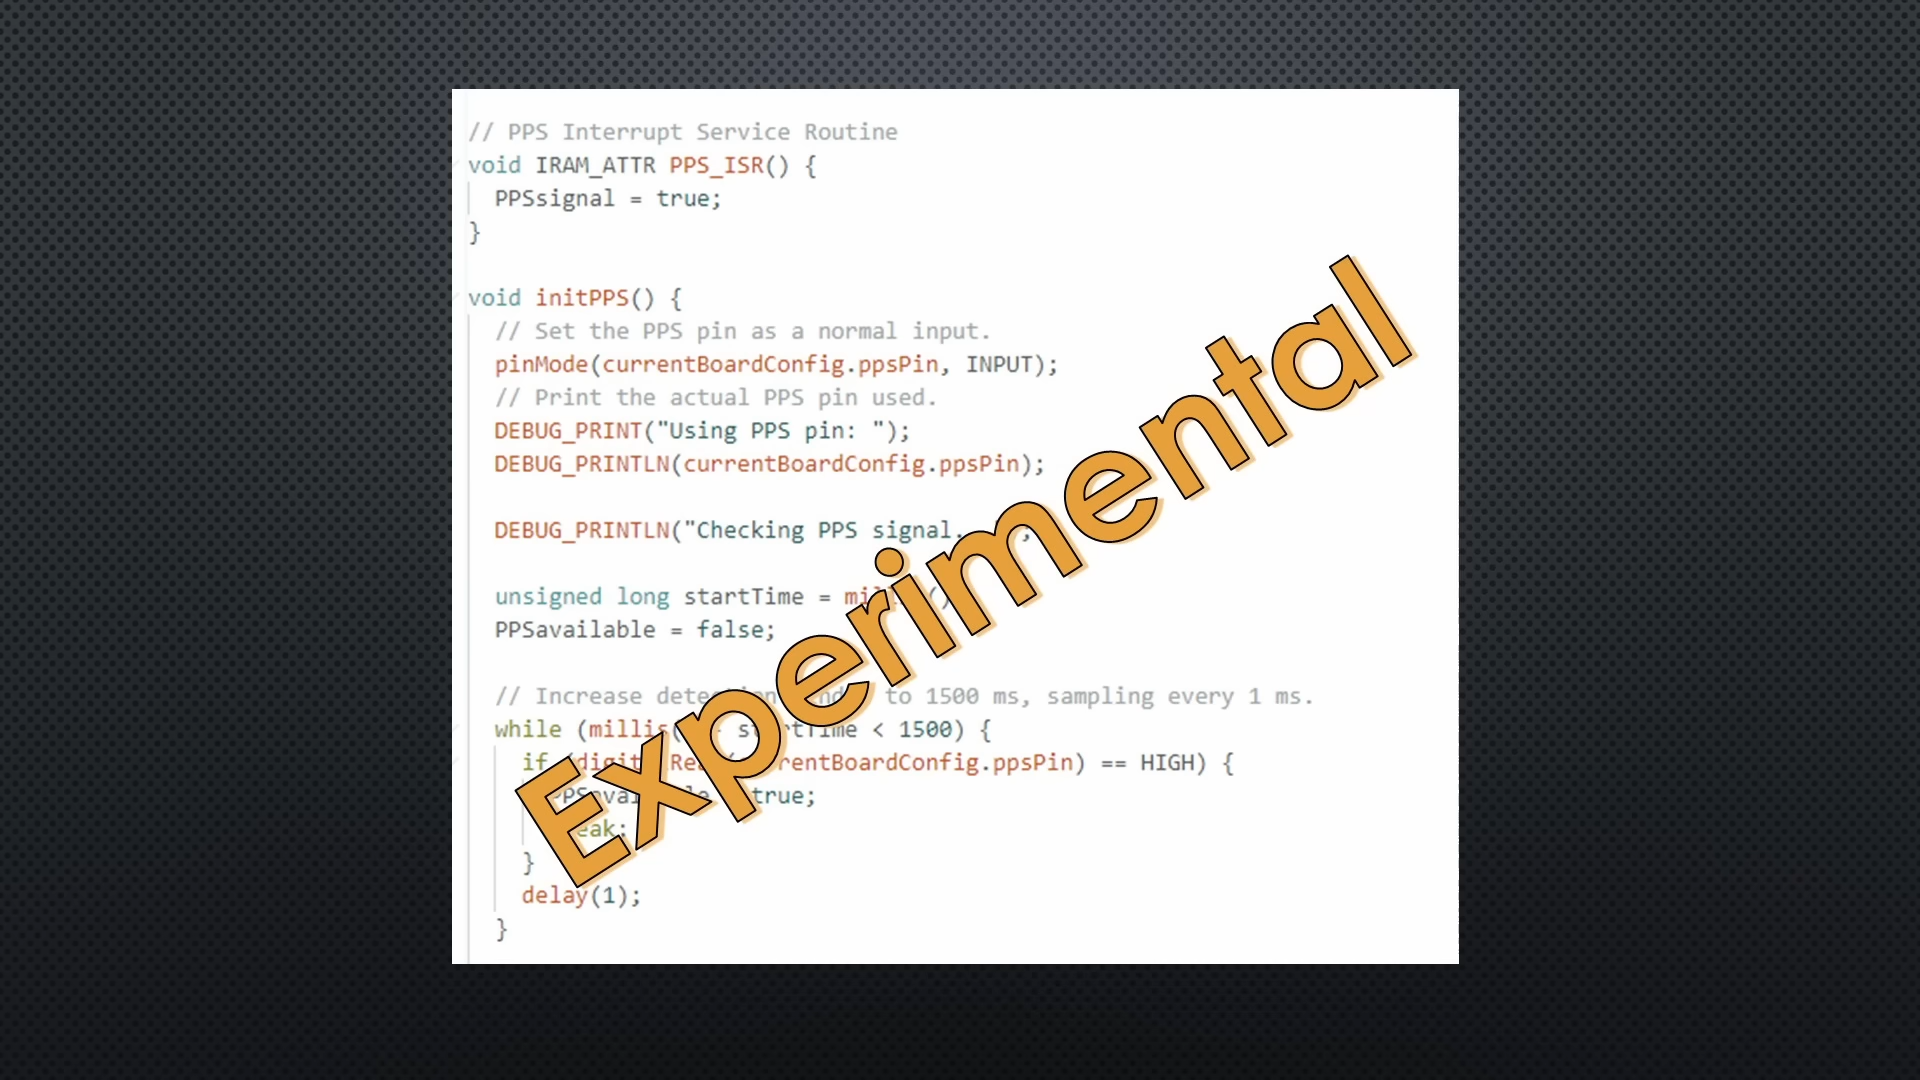 // PPS Interrupt Service Routine
void IRAM_ATTR PPS_ISR() {
PPSsignal = true;
}
void initPPS() {
// Set the PPS pin as a normal input.
pinMode(currentBoardConfig.ppsPin, INPUT);
// Print the actual PPS pin used.
DEBUG_PRINT("Using PPS pin: ");
DEBUG_PRINTLN(currentBoardConfig.ppsPin);
DEBUG_PRINTLN("Checking PPS signal.
unsigned long startTime =
PPSavailable = false;
// Increase to 1500 ms, sampling every 1 ms.
while (millis < 1500) {
if == HIGH) {
true;
}
delay(1);
}
Experimental